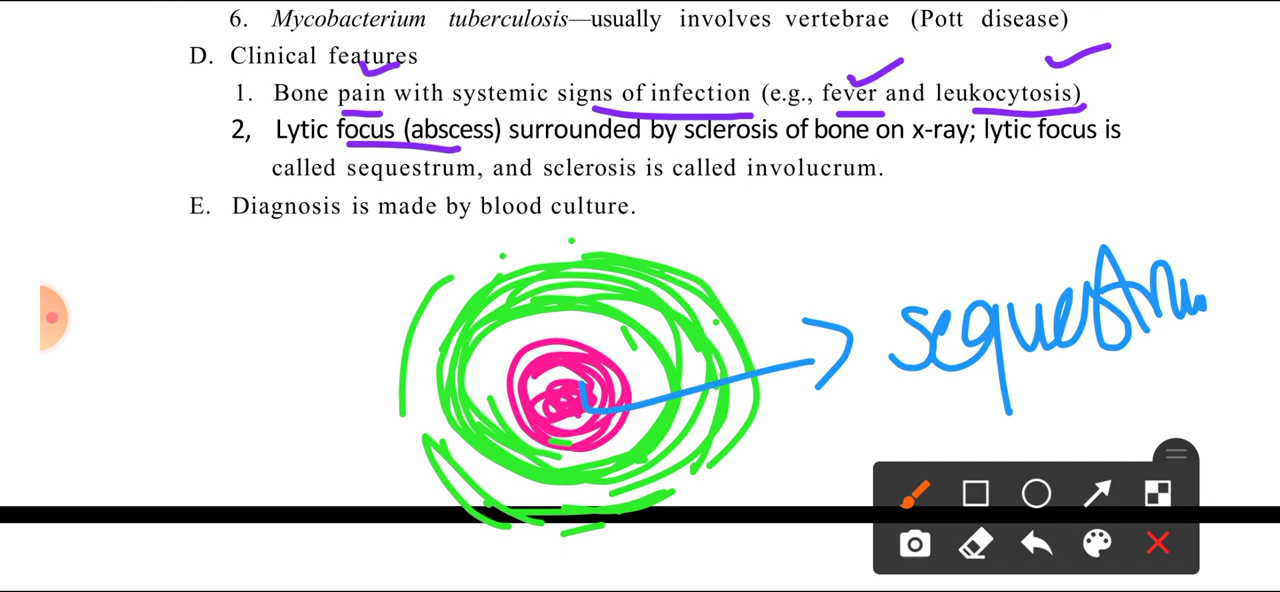 6. Mycobacterium tuberculosis—usually involves vertebrae (Pott disease)
D. Clinical features
1. Bone pain with systemic signs of infection (e.g., fever and leukocytosis)
2, Lytic focus (abscess) surrounded by sclerosis of bone on x-ray; lytic focus is
called sequestrum, and sclerosis is called involucrum.
E. Diagnosis is made by blood culture.
sequestru